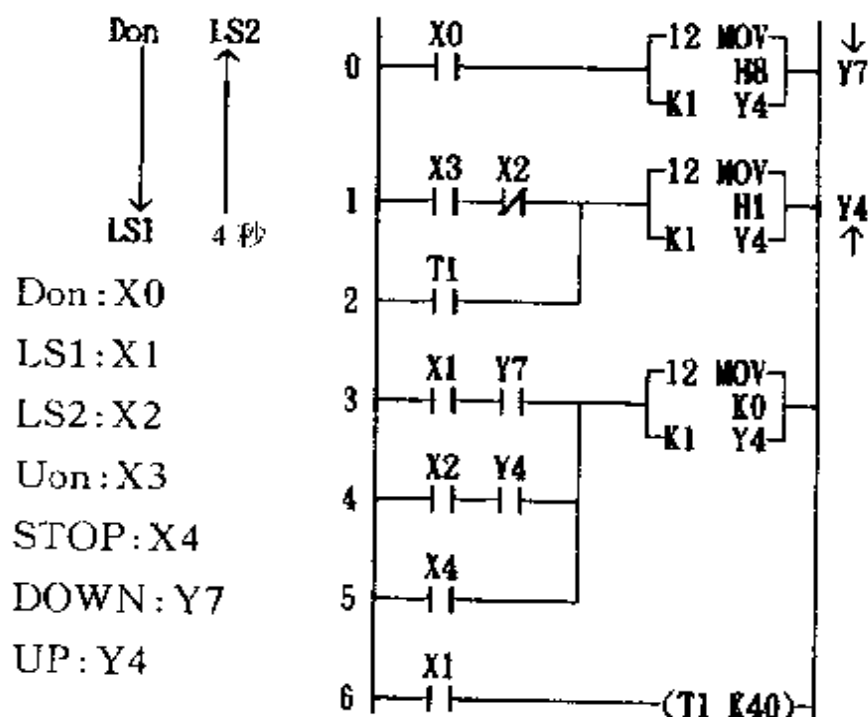 Don LS2
LS1 4 秒
Don:X0
LS1:X1
LS2:X2
Uon:X3
STOP:X4
DOWN:Y7
UP:Y4
X0
0
12 MOV
H8
K1 Y4
↓
Y7
X3 X2
1
12 MOV
H1
K1 Y4
Y4
↑
T1
2
X1 Y7
3
12 MOV
K0
K1 Y4
X2 Y4
4
X4
5
X1
6
(T1 K40)